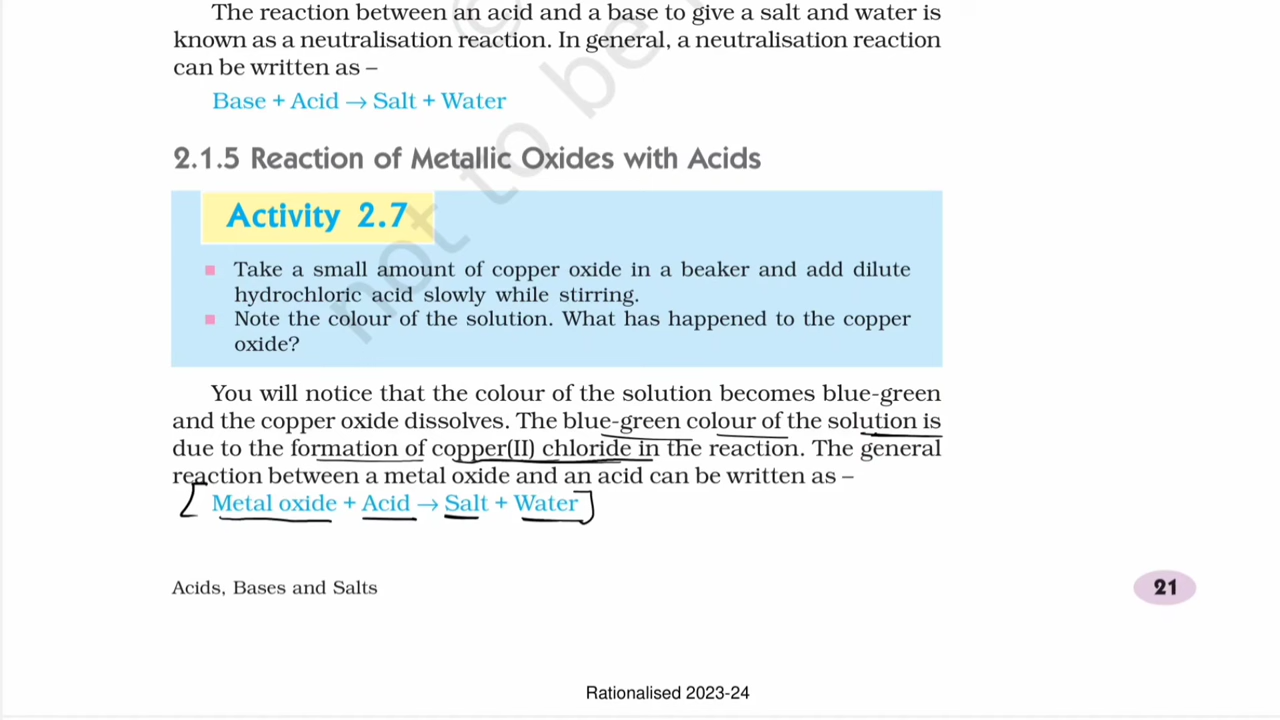 The reaction between an acid and a base to give a salt and water is
known as a neutralisation reaction. In general, a neutralisation reaction
can be written as –
Base + Acid → Salt + Water
2.1.5 Reaction of Metallic Oxides with Acids
Activity 2.7
Take a small amount of copper oxide in a beaker and add dilute
hydrochloric acid slowly while stirring.
Note the colour of the solution. What has happened to the copper
oxide?
You will notice that the colour of the solution becomes blue-green
and the copper oxide dissolves. The blue-green colour of the solution is
due to the formation of copper(II) chloride in the reaction. The general
reaction between a metal oxide and an acid can be written as –
Metal oxide + Acid → Salt + Water
Acids, Bases and Salts
21
Rationalised 2023-24
not to be